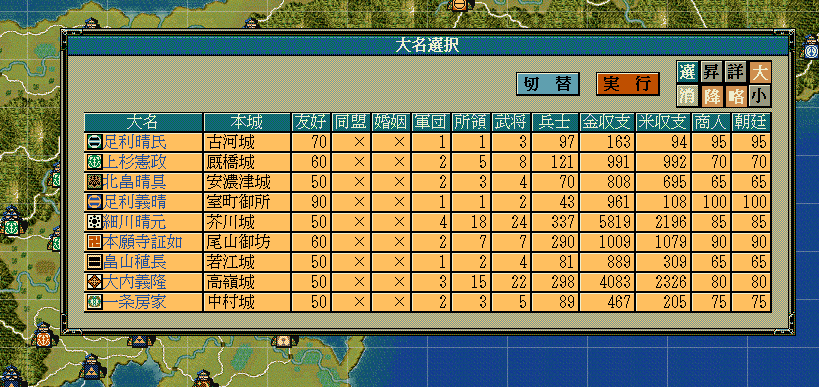 大名選択
切替 実行 選 昇 詳 大
消 降 略 小
大名 本城 友好 同盟 婚姻 軍団 所領 武将 兵士 金収支 米収支 商人 朝廷
足利晴氏 古河城 70 × × 1 1 3 97 163 94 95 95
上杉憲政 厩橋城 60 × × 2 5 8 121 991 992 70 70
北畠晴具 安濃津城 50 × × 2 3 4 70 808 695 65 65
足利義晴 室町御所 90 × × 1 1 2 43 961 108 100 100
細川晴元 芥川城 50 × × 4 18 24 337 5819 2196 85 85
本願寺証如 尾山御坊 60 × × 2 7 7 290 1009 1079 90 90
畠山稙長 若江城 50 × × 1 2 4 81 889 309 65 65
大内義隆 高嶺城 50 × × 3 15 22 298 4083 2326 80 80
一条房家 中村城 50 × × 2 3 5 89 467 205 75 75